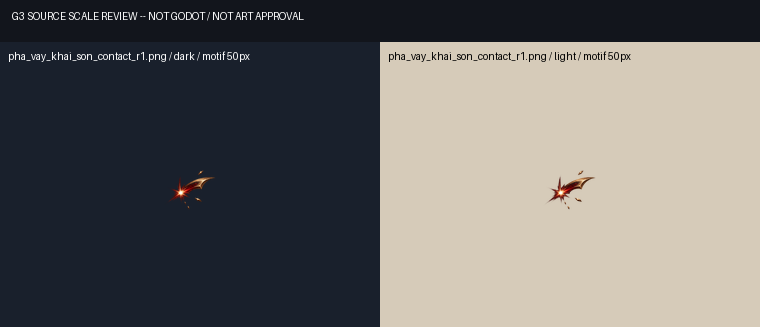 G3 SOURCE SCALE REVIEW -- NOT GODOT / NOT ART APPROVAL
pha_vay_khai_son_contact_r1.png / dark / motif 50px
pha_vay_khai_son_contact_r1.png / light / motif 50px